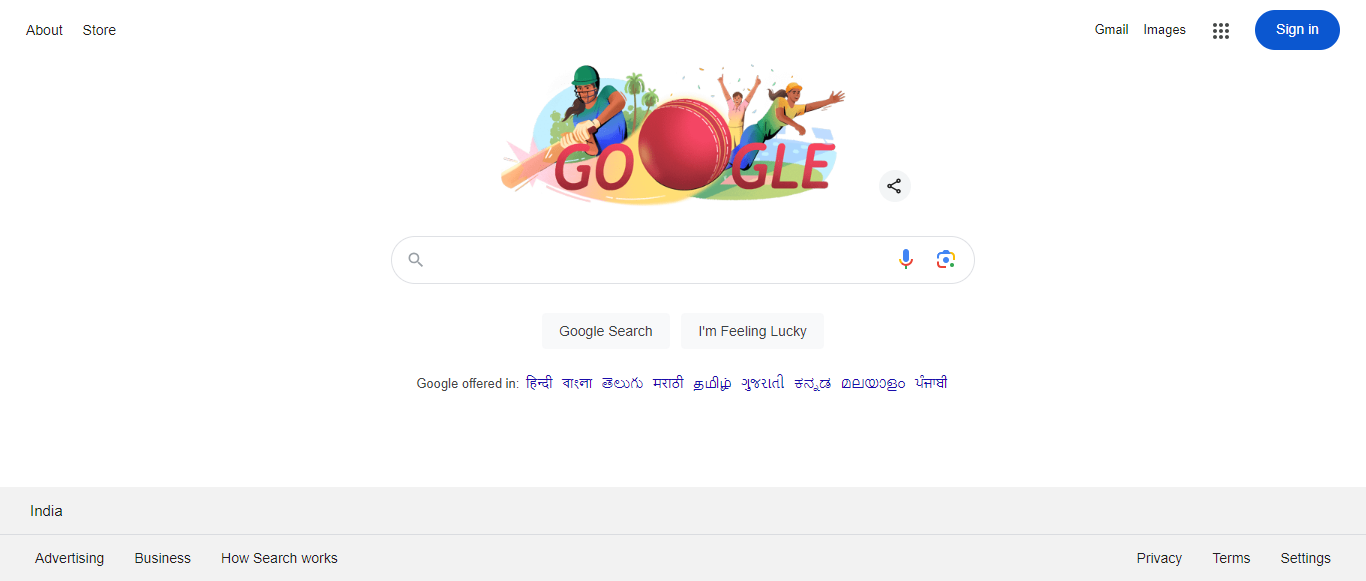 About Store Gmail Images Sign in
GOOGLE
Google Search I'm Feeling Lucky
Google offered in: हिन्दी বাংলা తెలుగు मराठी தமிழ் ગુજરાતી ಕನ್ನಡ മലയാളം ਪੰਜਾਬੀ
India
Advertising Business How Search works Privacy Terms Settings